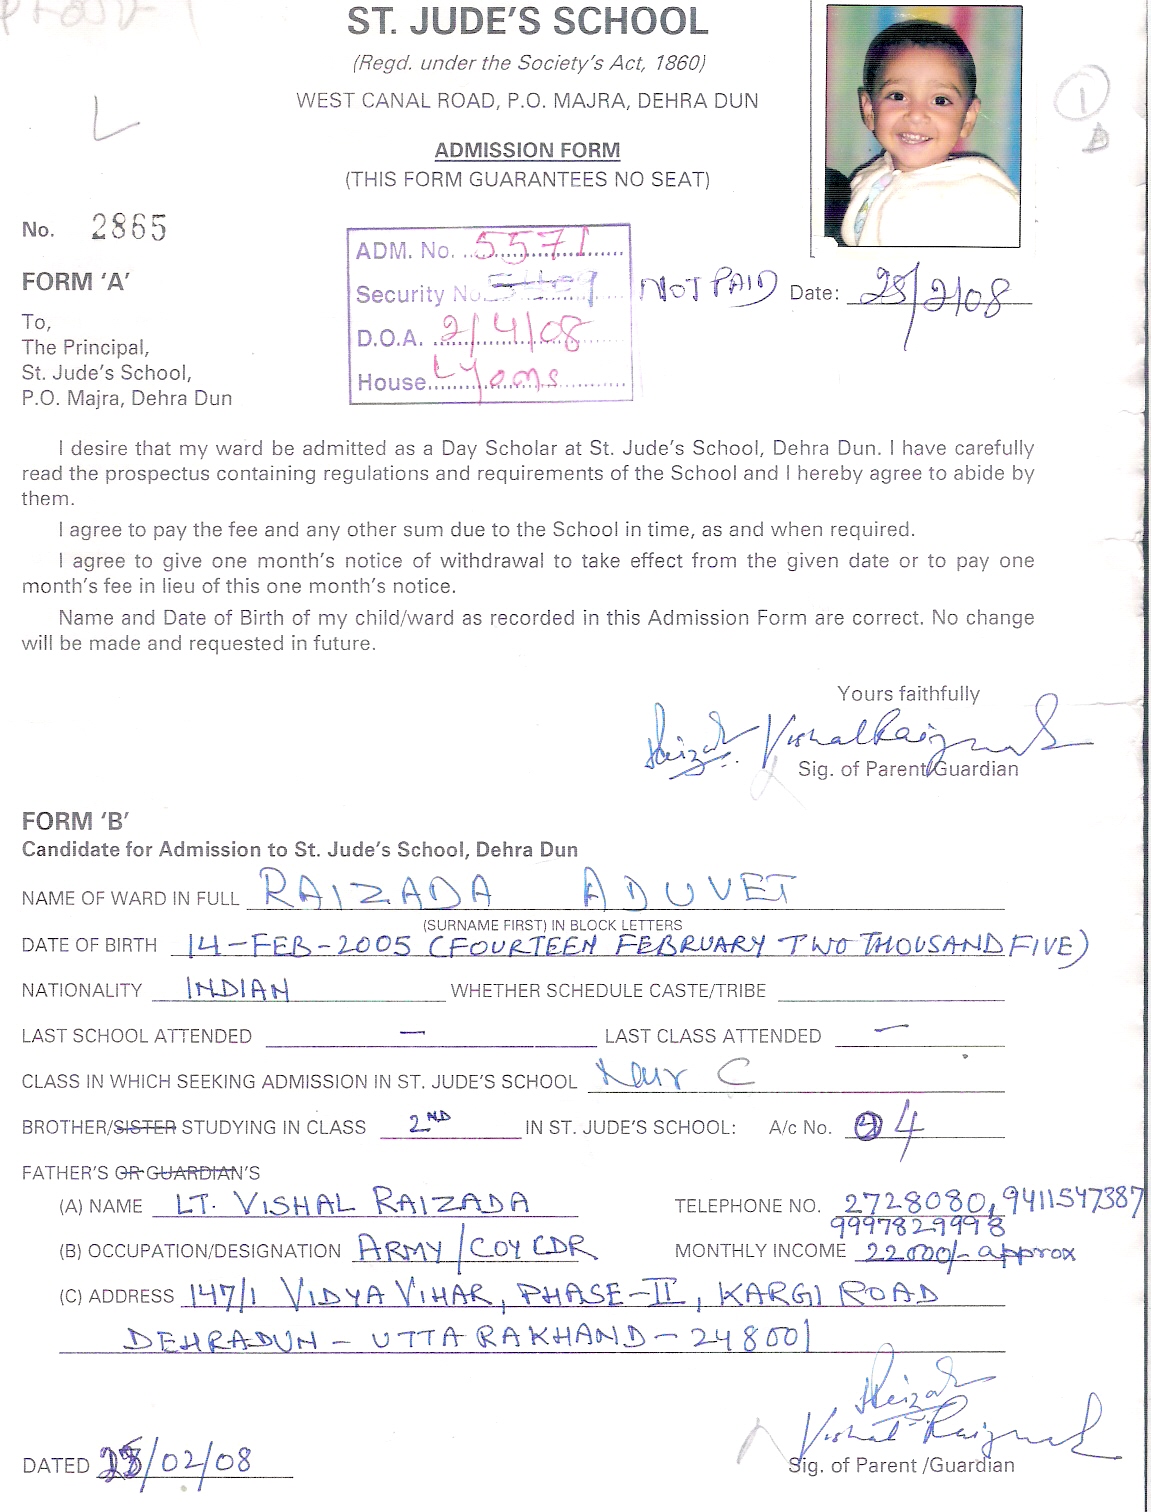 ST. JUDE'S SCHOOL
(Regd. under the Society's Act, 1860)
WEST CANAL ROAD, P.O. MAJRA, DEHRA DUN
L
1
D
ADMISSION FORM
(THIS FORM GUARANTEES NO SEAT)
No. 2865
ADM. No. 5571
FORM 'A'
Security No. NOT PAID Date: 28/2/08
To,
D.O.A. 2/4/08
The Principal,
St. Jude's School,
House Lyons
P.O. Majra, Dehra Dun
I desire that my ward be admitted as a Day Scholar at St. Jude's School, Dehra Dun. I have carefully
read the prospectus containing regulations and requirements of the School and I hereby agree to abide by
them.
I agree to pay the fee and any other sum due to the School in time, as and when required.
I agree to give one month's notice of withdrawal to take effect from the given date or to pay one
month's fee in lieu of this one month's notice.
Name and Date of Birth of my child/ward as recorded in this Admission Form are correct. No change
will be made and requested in future.
Yours faithfully
Raizada Vishal Raizada
Sig. of Parent/Guardian
FORM 'B'
Candidate for Admission to St. Jude's School, Dehra Dun
NAME OF WARD IN FULL RAIZADA ADUVET
(SURNAME FIRST) IN BLOCK LETTERS
DATE OF BIRTH 14-FEB-2005 (FOURTEEN FEBRUARY TWO THOUSAND FIVE)
NATIONALITY INDIAN WHETHER SCHEDULE CASTE/TRIBE
LAST SCHOOL ATTENDED — LAST CLASS ATTENDED —
CLASS IN WHICH SEEKING ADMISSION IN ST. JUDE'S SCHOOL Nur C
BROTHER/SISTER STUDYING IN CLASS 2ND IN ST. JUDE'S SCHOOL: A/c No. 4
FATHER'S OR GUARDIAN'S
(A) NAME LT. VISHAL RAIZADA TELEPHONE NO. 2728080, 9411547387
9997829998
(B) OCCUPATION/DESIGNATION ARMY/COY CDR MONTHLY INCOME 22000/- approx
(C) ADDRESS 147/1 VIDYA VIHAR, PHASE-II, KARGI ROAD
DEHRADUN - UTTARAKHAND - 248001
Raizada
Vishal Raizada
DATED /02/08 Sig. of Parent /Guardian